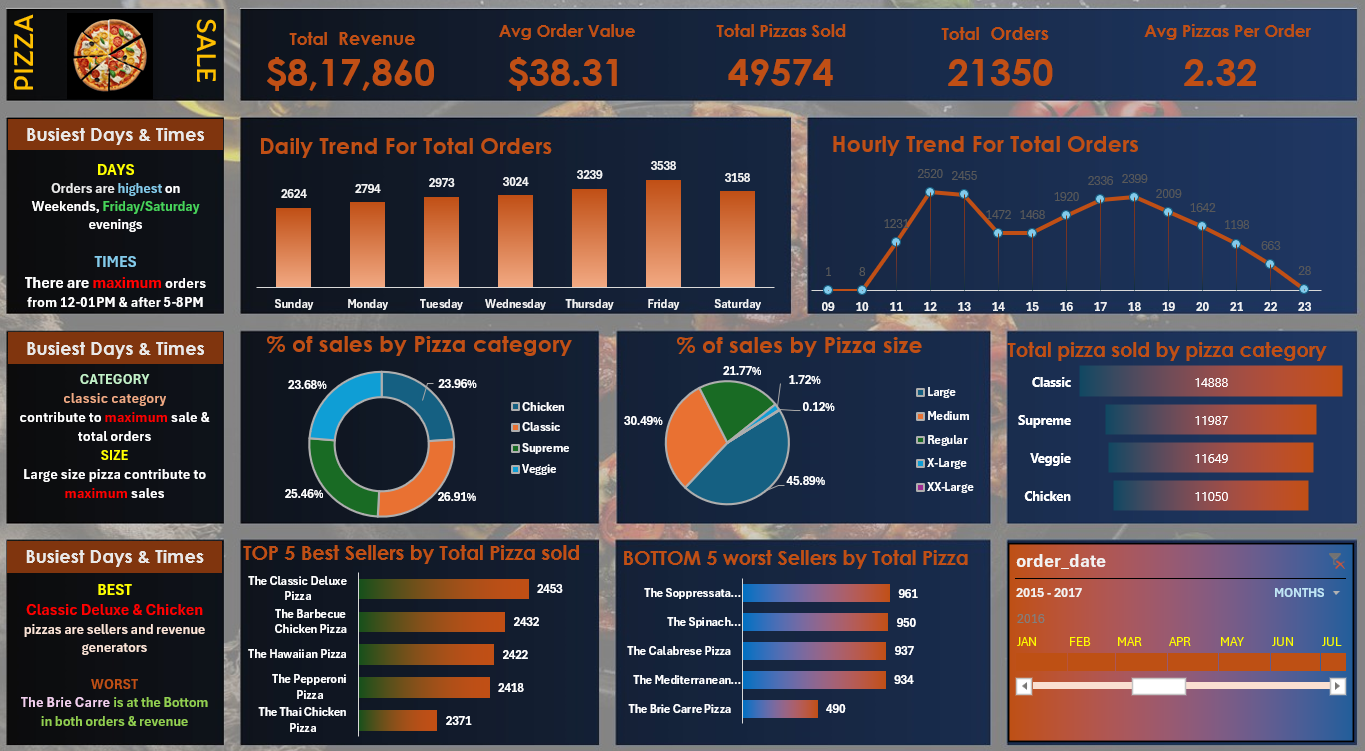 PIZZA
SALE
Total Revenue
$8,17,860
Avg Order Value
$38.31
Total Pizzas Sold
49574
Total Orders
21350
Avg Pizzas Per Order
2.32
Busiest Days & Times
DAYS
Orders are highest on
Weekends, Friday/Saturday
evenings
TIMES
There are maximum orders
from 12-01PM & after 5-8PM
Daily Trend For Total Orders
2624
2794
2973
3024
3239
3538
3158
Sunday
Monday
Tuesday
Wednesday
Thursday
Friday
Saturday
Hourly Trend For Total Orders
1
8
1231
2520
2455
1472
1468
1920
2336
2399
2009
1642
1198
663
28
09
10
11
12
13
14
15
16
17
18
19
20
21
22
23
Busiest Days & Times
CATEGORY
classic category
contribute to maximum sale &
total orders
SIZE
Large size pizza contribute to
maximum sales
% of sales by Pizza category
23.68%
23.96%
25.46%
26.91%
Chicken
Classic
Supreme
Veggie
% of sales by Pizza size
21.77%
1.72%
0.12%
30.49%
45.89%
Large
Medium
Regular
X-Large
XX-Large
Total pizza sold by pizza category
Classic 14888
Supreme 11987
Veggie 11649
Chicken 11050
Busiest Days & Times
BEST
Classic Deluxe & Chicken
pizzas are sellers and revenue
generators
WORST
The Brie Carre is at the Bottom
in both orders & revenue
TOP 5 Best Sellers by Total Pizza sold
The Classic Deluxe
Pizza
2453
The Barbecue
Chicken Pizza
2432
The Hawaiian Pizza 2422
The Pepperoni
Pizza
2418
The Thai Chicken
Pizza
2371
BOTTOM 5 worst Sellers by Total Pizza
The Soppressata... 961
The Spinach... 950
The Calabrese Pizza 937
The Mediterranean... 934
The Brie Carre Pizza 490
order_date
2015 - 2017
MONTHS
2016
JAN
FEB
MAR
APR
MAY
JUN
JUL